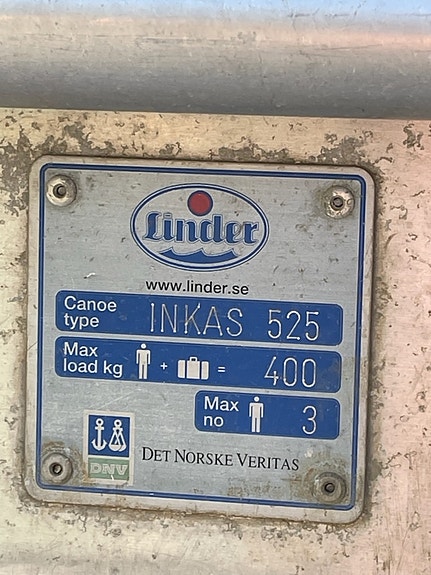 Linder
www.linder.se
Canoe type INKAS 525
Max load kg + = 400
Max no 3
DNV
DET NORSKE VERITAS